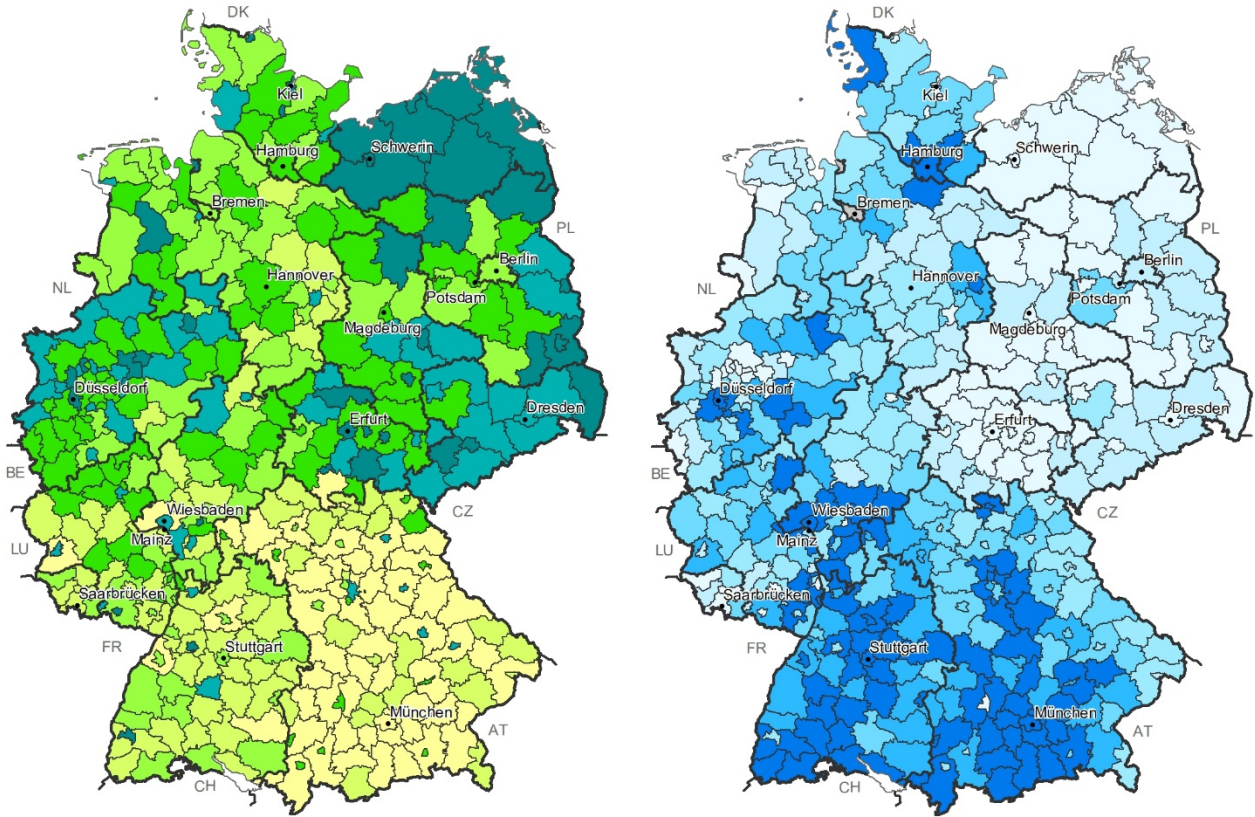 DK
Kiel
Hamburg
Schwerin
Bremen
PL
Berlin
Hannover
NL
Potsdam
Magdeburg
Düsseldorf
Dresden
Erfurt
BE
Wiesbaden
CZ
Mainz
LU
Saarbrücken
FR
Stuttgart
München
AT
CH
DK
Kiel
Hamburg
Schwerin
Bremen
PL
Berlin
Hannover
NL
Potsdam
Magdeburg
Düsseldorf
Dresden
Erfurt
BE
Wiesbaden
CZ
Mainz
LU
Saarbrücken
FR
Stuttgart
München
AT
CH